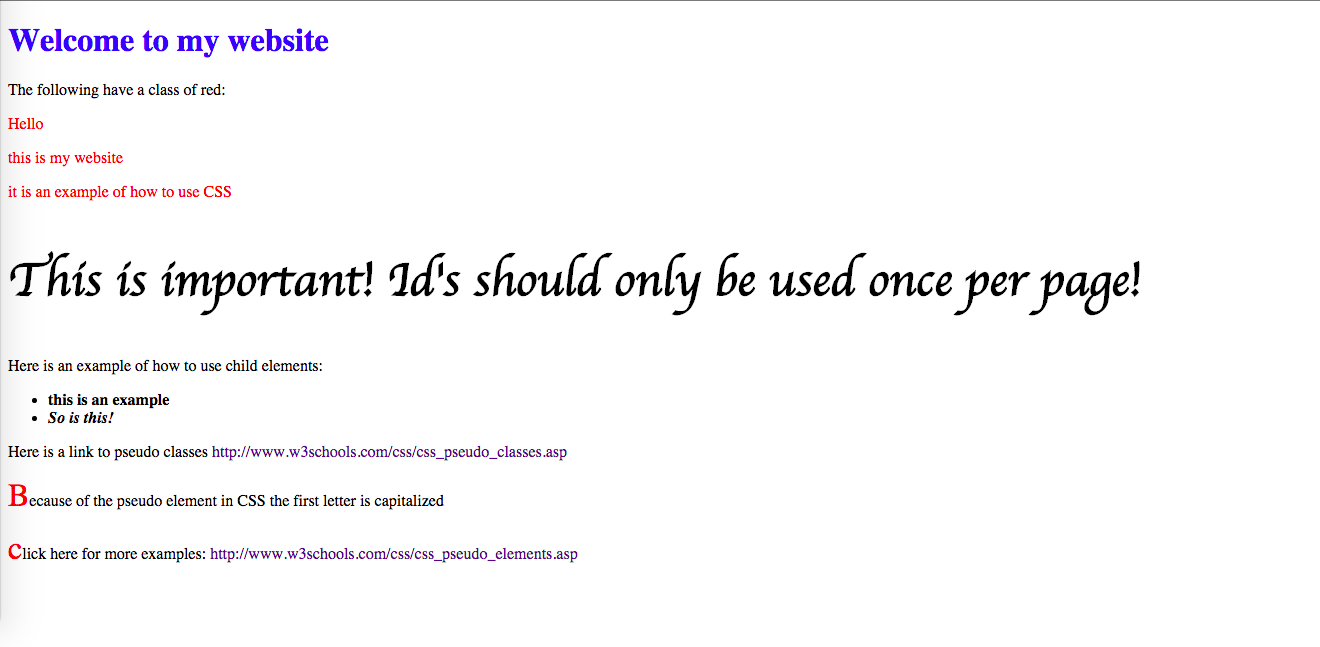 Welcome to my website
The following have a class of red:
Hello
this is my website
it is an example of how to use CSS
This is important! Id's should only be used once per page!
Here is an example of how to use child elements:
• this is an example
• So is this!
Here is a link to pseudo classes http://www.w3schools.com/css/css_pseudo_classes.asp
Because of the pseudo element in CSS the first letter is capitalized
click here for more examples: http://www.w3schools.com/css/css_pseudo_elements.asp